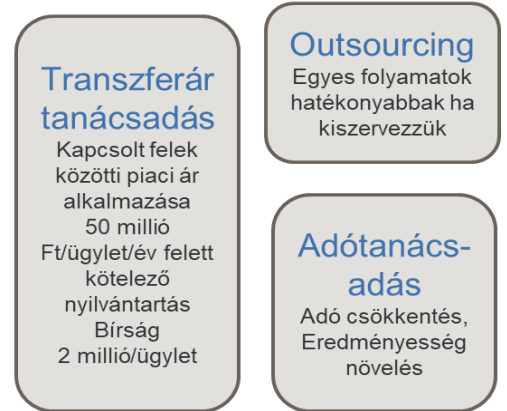 Transzferár
tanácsadás
Kapcsolt felek
közötti piaci ár
alkalmazása
50 millió
Ft/ügylet/év felett
kötelező
nyilvántartás
Bírság
2 millió/ügylet
Outsourcing
Egyes folyamatok
hatékonyabbak ha
kiszervezzük
Adótanács-
adás
Adó csökkentés,
Eredményesség
növelés